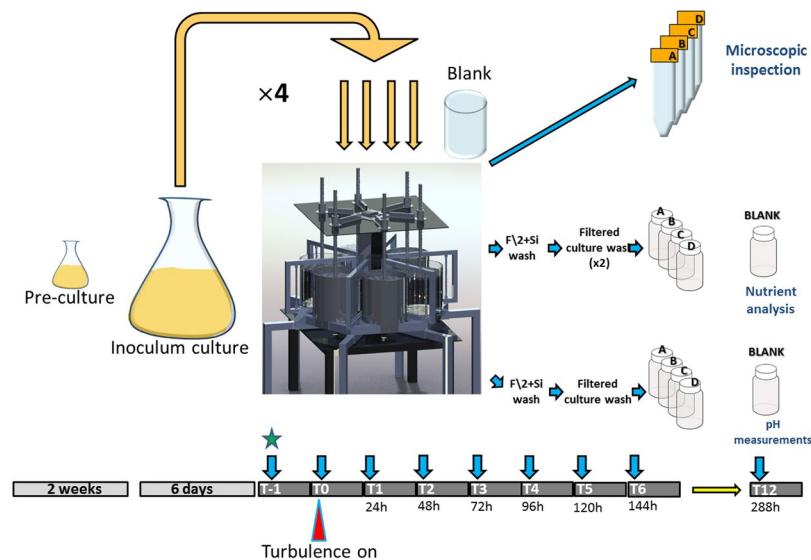 ×4
Blank
D
C
B
A
Microscopic
inspection
Pre-culture
Inoculum culture
F\2+Si
wash
Filtered
culture wash
(x2)
A
B
C
D
BLANK
Nutrient
analysis
F\2+Si
wash
Filtered
culture wash
A
B
C
D
BLANK
pH
measurements
2 weeks
6 days
T-1
T0
T1
T2
T3
T4
T5
T6
T12
24h
48h
72h
96h
120h
144h
288h
Turbulence on